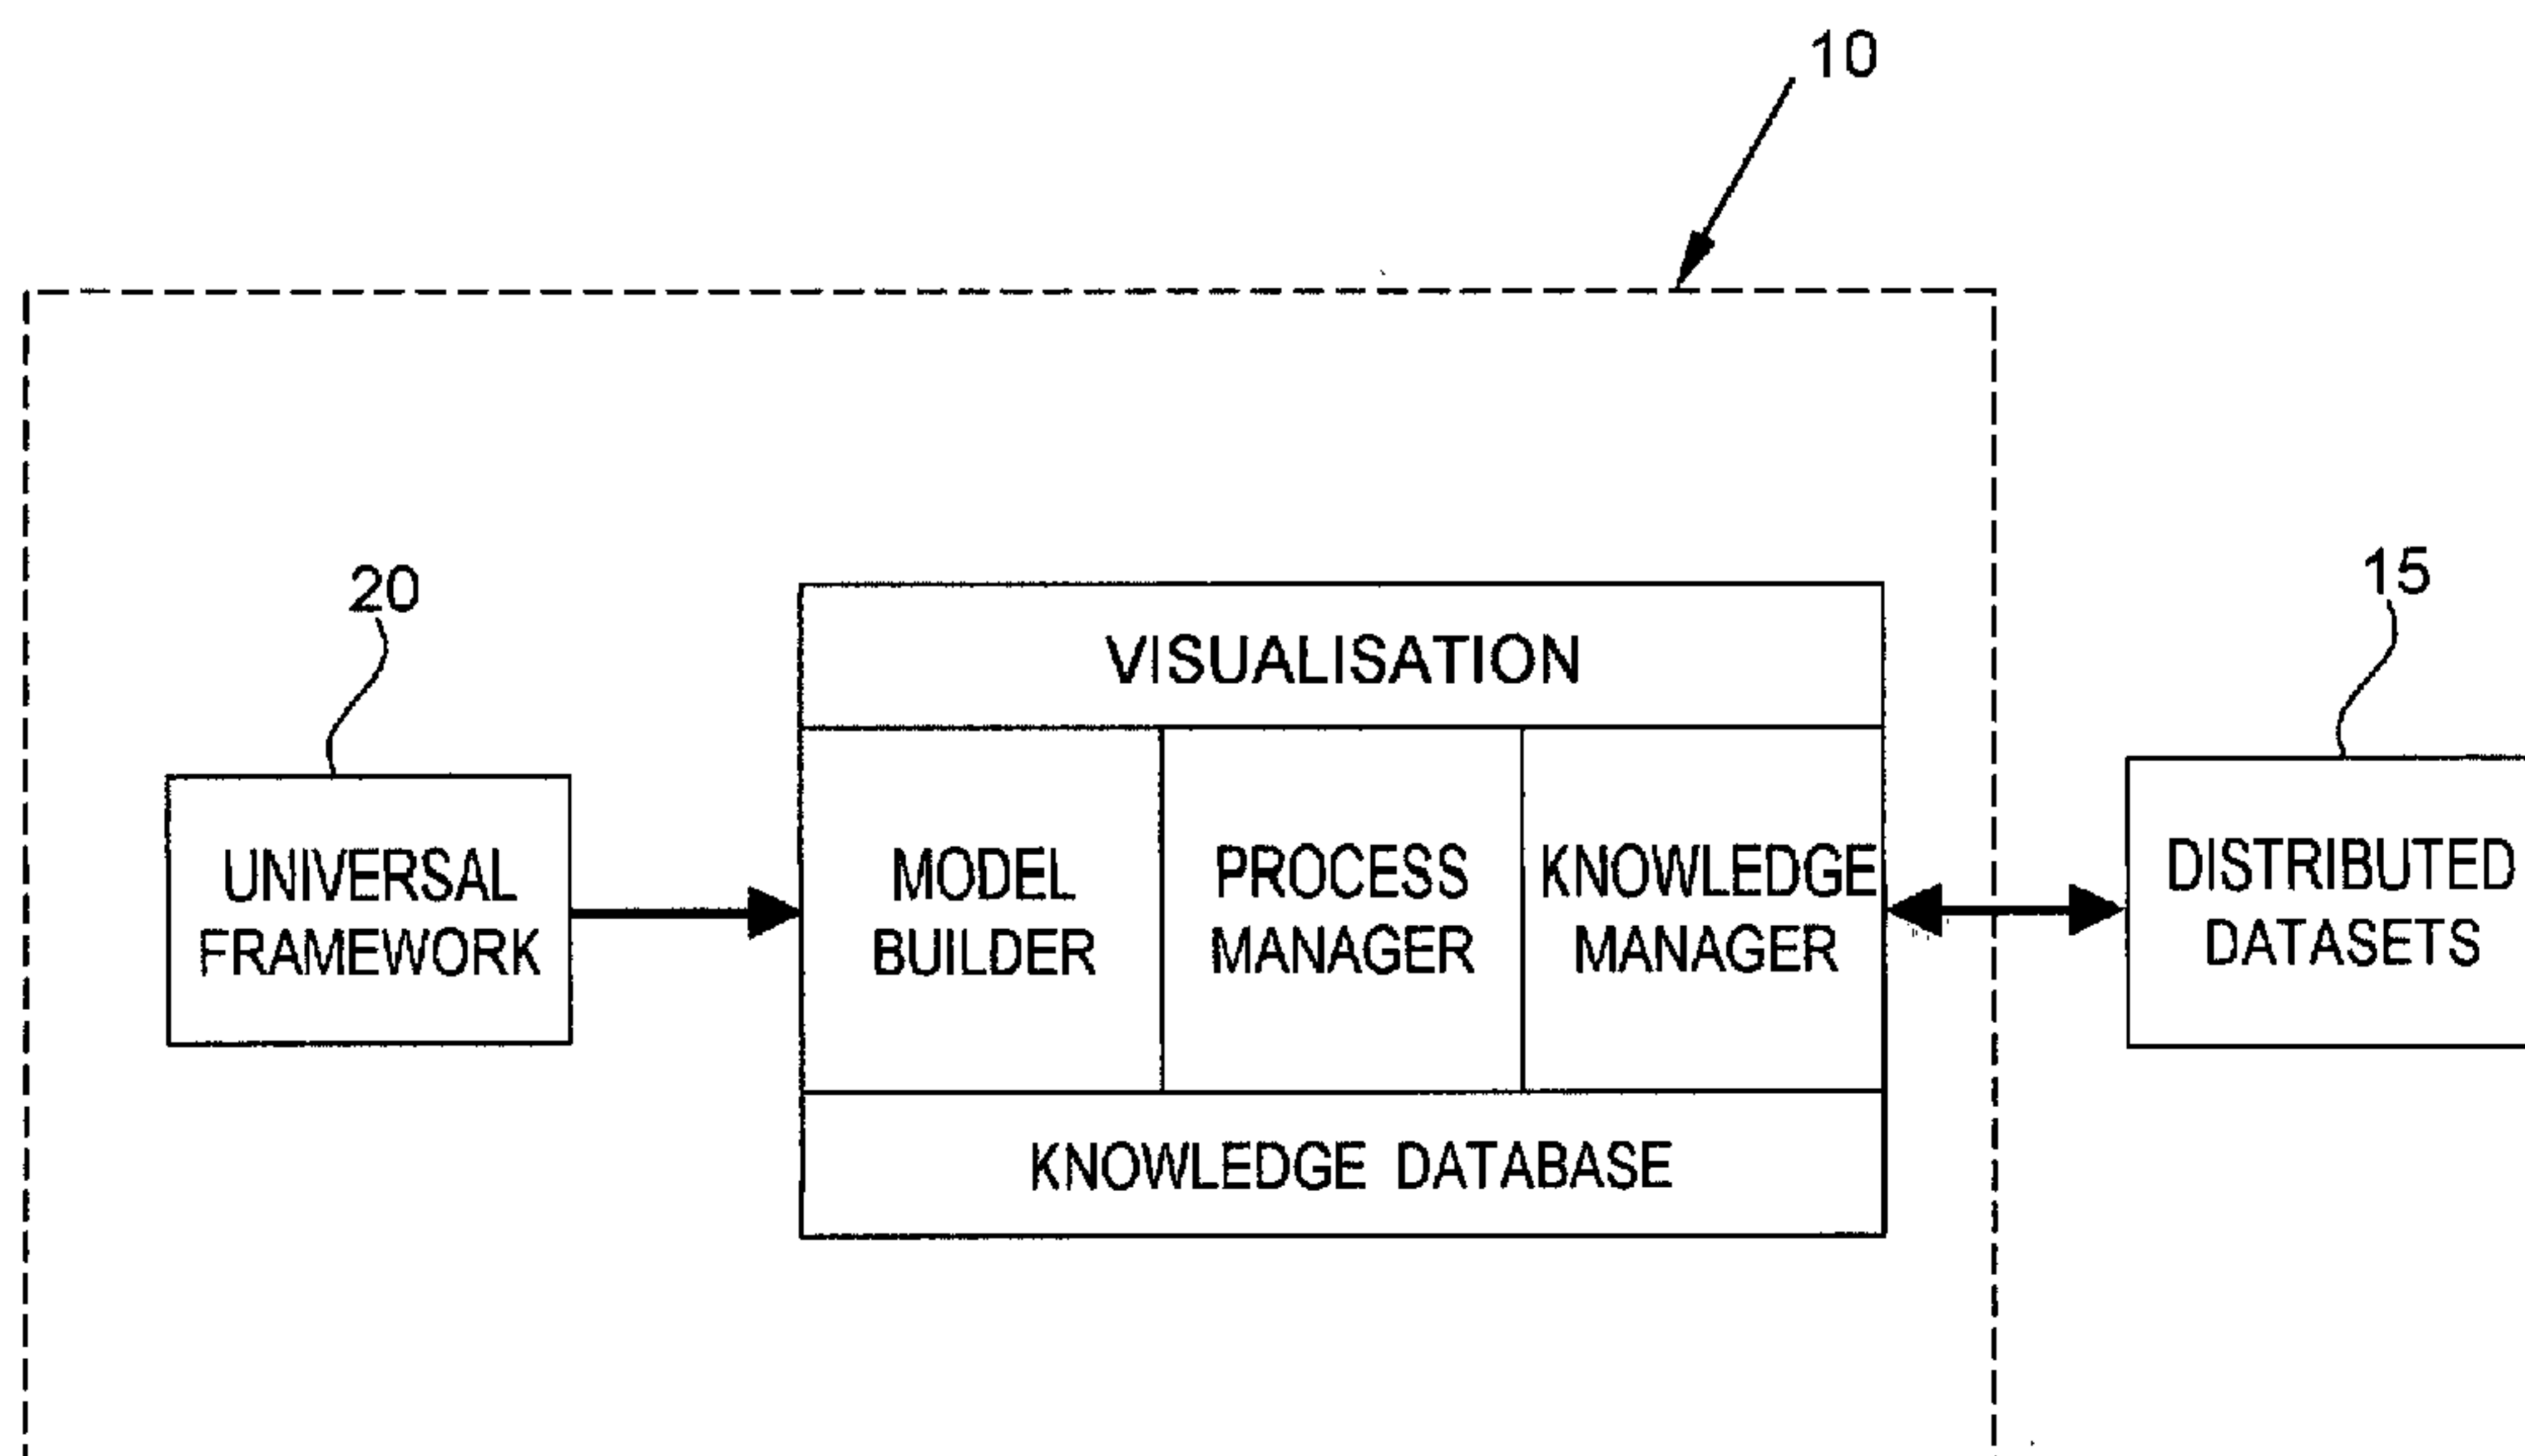 10
20
15
VISUALISATION
UNIVERSAL
FRAMEWORK
MODEL
BUILDER
PROCESS
MANAGER
KNOWLEDGE
MANAGER
DISTRIBUTED
DATASETS
KNOWLEDGE DATABASE